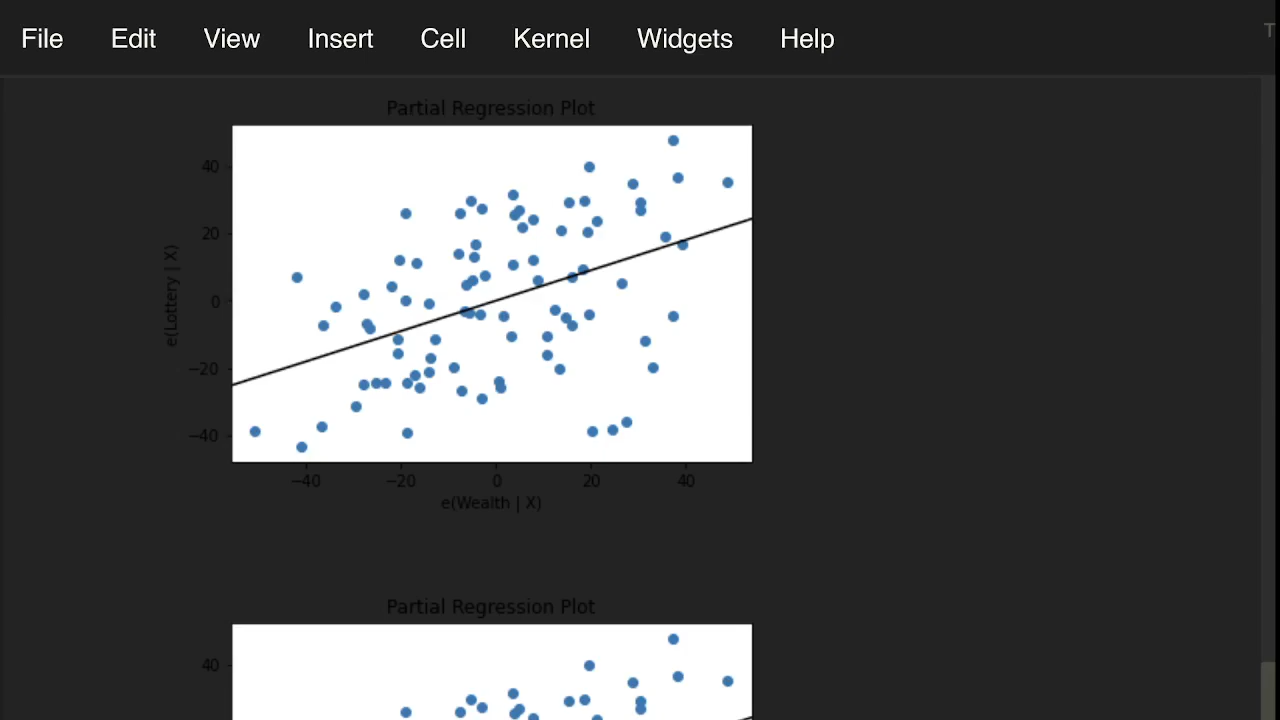 File Edit View Insert Cell Kernel Widgets Help T
Partial Regression Plot
40
20
0
−20
−40
e(Lottery | X)
−40 −20 0 20 40
e(Wealth | X)
Partial Regression Plot
40